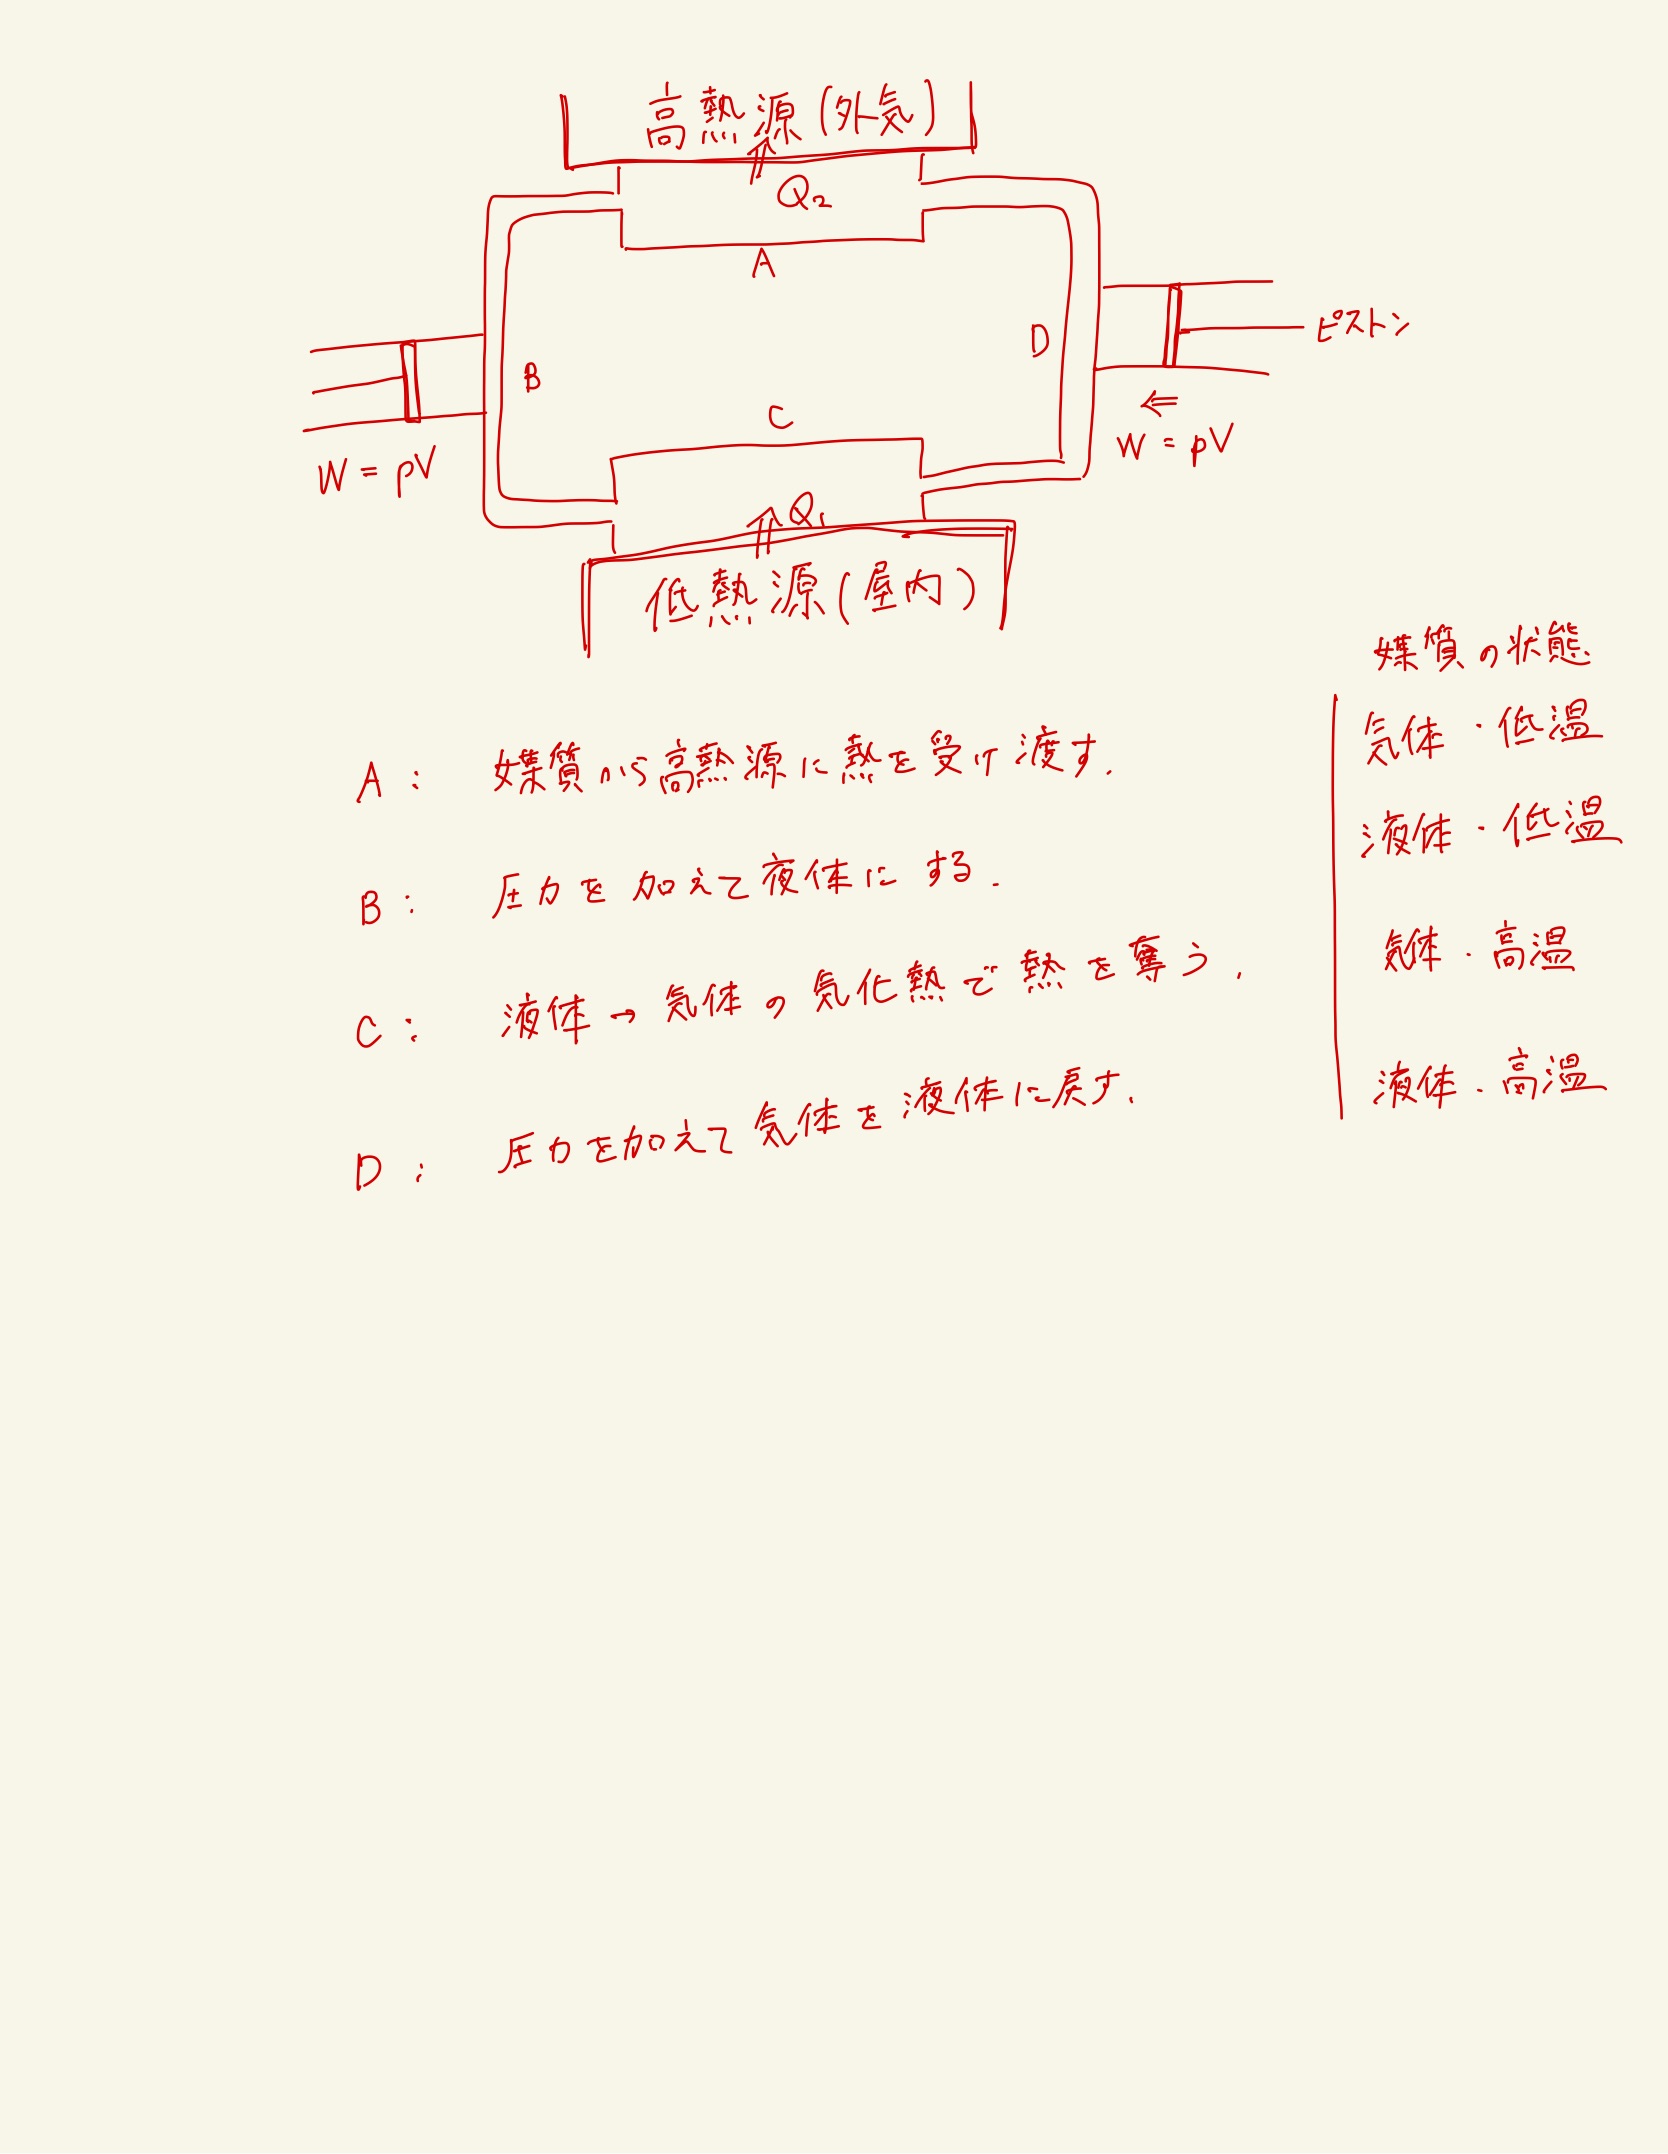 高熱源(外気)
Q₂
A
D
ピストン
B
C
W = pV
W = pV
Q₁
低熱源(屋内)
媒質の状態
A: 媒質から高熱源に熱を受け渡す. 気体・低温
B: 圧力を加えて夜体にする. 液体・低温
C: 液体→気体の気化熱で熱を奪う. 気体・高温
D: 圧力を加えて気体を液体に戻す. 液体・高温